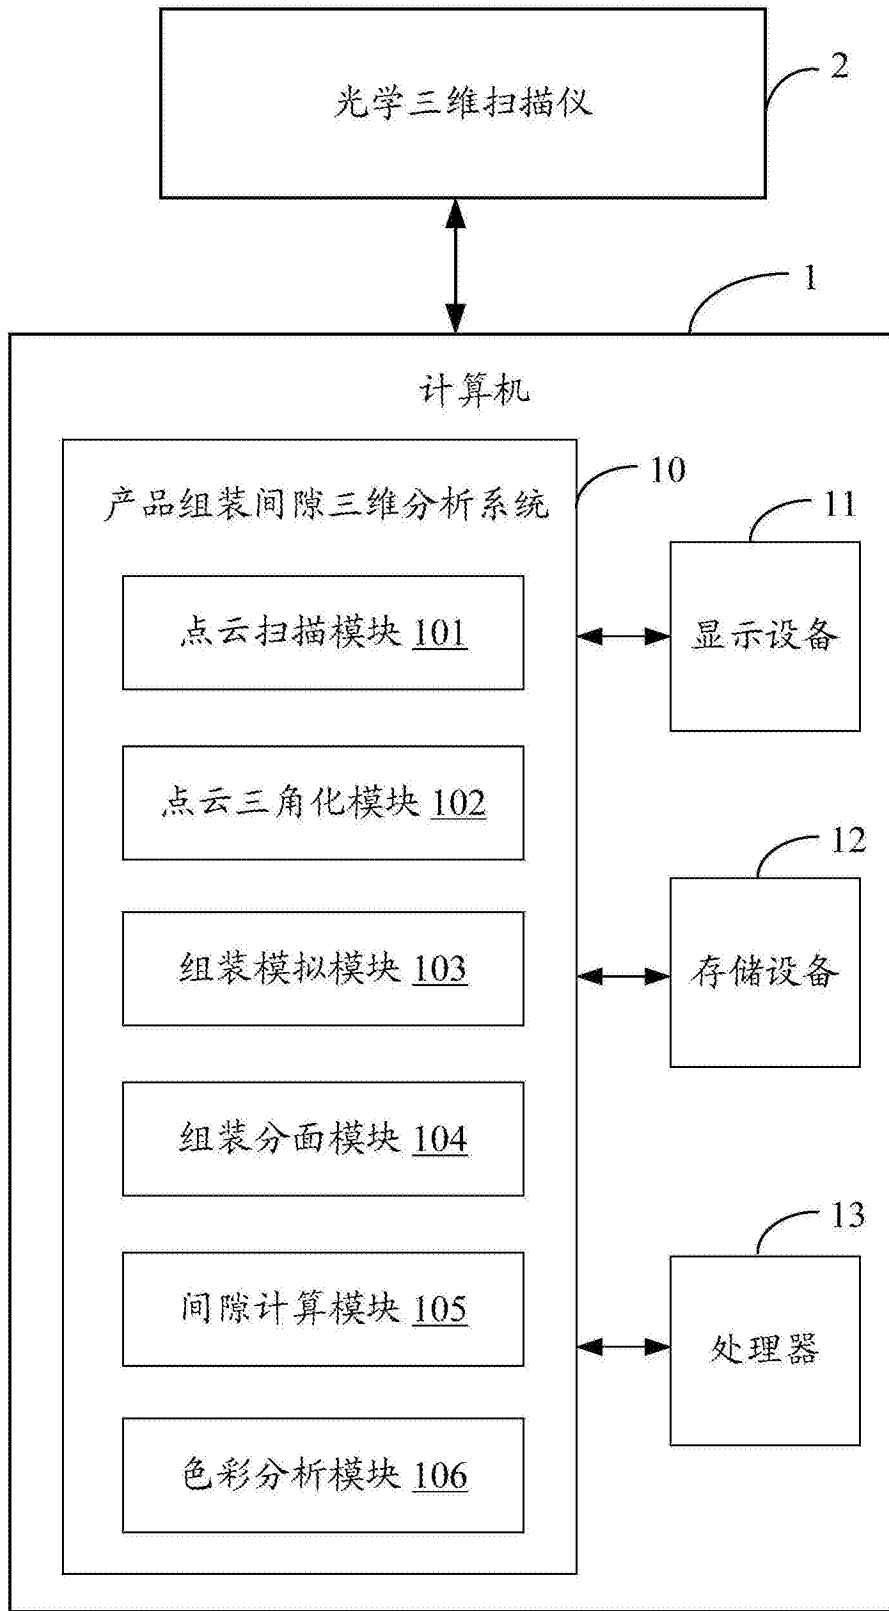 光学三维扫描仪
2
1
计算机
10
产品组装间隙三维分析系统
11
点云扫描模块 101
显示设备
点云三角化模块 102
12
组装模拟模块 103
存储设备
组装分面模块 104
13
间隙计算模块 105
处理器
色彩分析模块 106